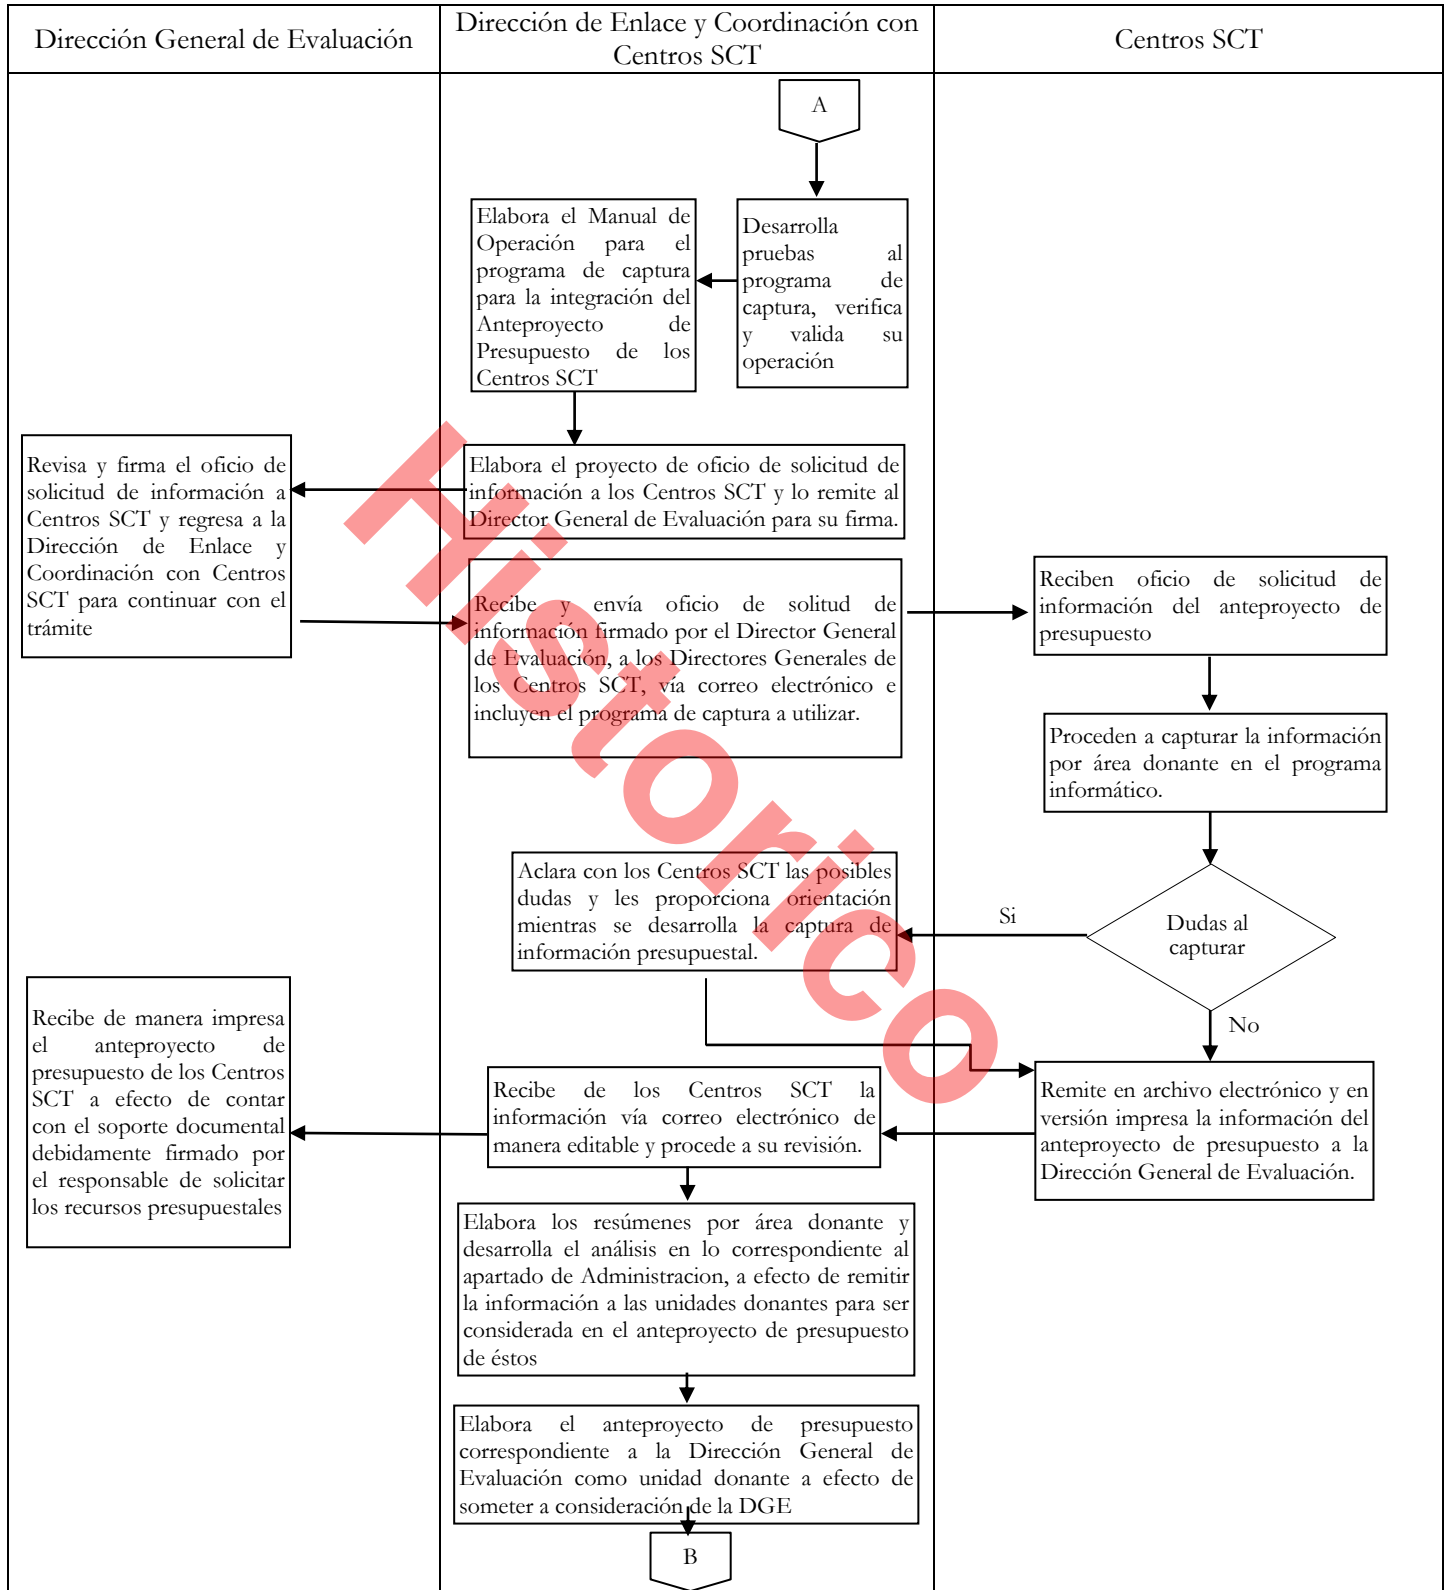 Dirección General de Evaluación
Dirección de Enlace y Coordinación con
Centros SCT
Centros SCT
A
Desarrolla
pruebas al
programa de
captura, verifica
y valida su
operación
Elabora el Manual de
Operación para el
programa de captura
para la integración del
Anteproyecto de
Presupuesto de los
Centros SCT
Elabora el proyecto de oficio de solicitud de
información a los Centros SCT y lo remite al
Director General de Evaluación para su firma.
Revisa y firma el oficio de
solicitud de información a
Centros SCT y regresa a la
Dirección de Enlace y
Coordinación con Centros
SCT para continuar con el
trámite
Recibe y envía oficio de solitud de
información firmado por el Director General
de Evaluación, a los Directores Generales de
los Centros SCT, vía correo electrónico e
incluyen el programa de captura a utilizar.
Reciben oficio de solicitud de
información del anteproyecto de
presupuesto
Proceden a capturar la información
por área donante en el programa
informático.
Dudas al
capturar
Si
Aclara con los Centros SCT las posibles
dudas y les proporciona orientación
mientras se desarrolla la captura de
información presupuestal.
No
Remite en archivo electrónico y en
versión impresa la información del
anteproyecto de presupuesto a la
Dirección General de Evaluación.
Recibe de los Centros SCT la
información vía correo electrónico de
manera editable y procede a su revisión.
Recibe de manera impresa
el anteproyecto de
presupuesto de los Centros
SCT a efecto de contar
con el soporte documental
debidamente firmado por
el responsable de solicitar
los recursos presupuestales
Elabora los resúmenes por área donante y
desarrolla el análisis en lo correspondiente al
apartado de Administracion, a efecto de remitir
la información a las unidades donantes para ser
considerada en el anteproyecto de presupuesto
de éstos
Elabora el anteproyecto de presupuesto
correspondiente a la Dirección General de
Evaluación como unidad donante a efecto de
someter a consideración de la DGE
B
Historico